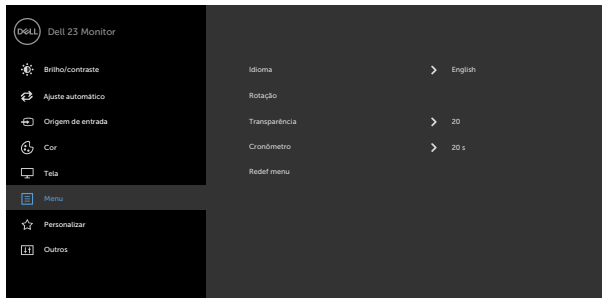 DELL Dell 23 Monitor
Brilho/contraste
Ajuste automático
Origem de entrada
Cor
Tela
Menu
Personalizar
Outros
Idioma English
Rotação
Transparência 20
Cronômetro 20 s
Redef menu